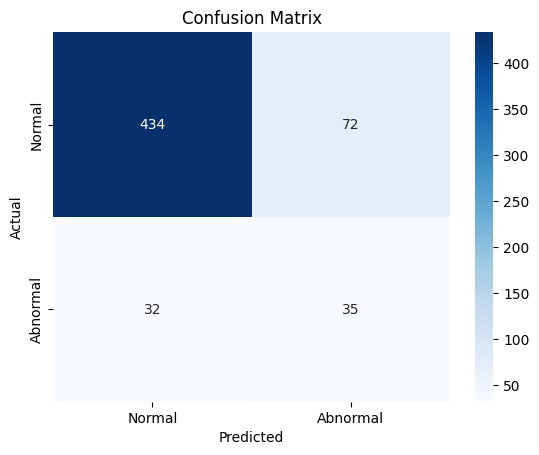 Confusion Matrix
Actual
Normal
434
72
Abnormal
32
35
Normal
Abnormal
Predicted
400
350
300
250
200
150
100
50